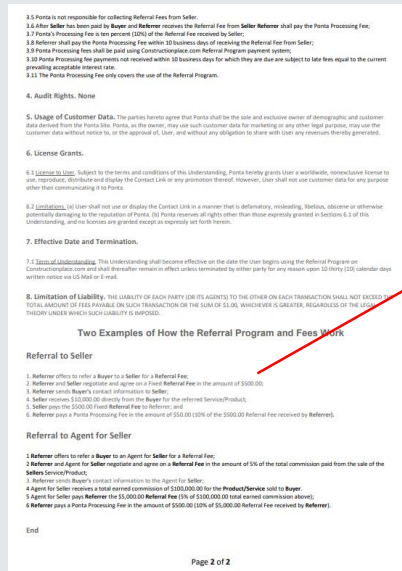 3.5 Ponta is not responsible for collecting Referral Fees from Seller.
3.6 After Seller has been paid by Buyer and Referrer receives the Referral Fee from Seller Referrer shall pay the Ponta Processing Fee;
3.7 Ponta's Processing Fee is ten percent (10%) of the Referral Fee received by Seller;
3.8 Referrer shall pay the Ponta Processing Fee within 10 business days of receiving the Referral Fee from Seller;
3.9 Ponta Processing fees shall be paid using Constructionplace.com Referral Program payment system;
3.10 Ponta Processing fee payments not received within 10 business days for which they are due are subject to late fees equal to the current
prevailing acceptable interest rate.
3.11 The Ponta Processing Fee only covers the use of the Referral Program.
4. Audit Rights. None
5. Usage of Customer Data. The parties hereto agree that Ponta shall be the sole and exclusive owner of demographic and customer
data derived from the Ponta Site. Ponta, as the owner, may use such customer data for marketing or any other legal purpose, may use the
customer data without notice to, or the approval of, User, and without any obligation to share with User any revenues thereby generated.
6. License Grants.
6.1 License to User. Subject to the terms and conditions of this Understanding, Ponta hereby grants User a worldwide, nonexclusive license to
use, reproduce, distribute and display the Contact Link or any promotion thereof. However, User shall not use customer data for any purpose
other than communicating it to Ponta.
6.2 Limitations. (a) User shall not use or display the Contact Link in a manner that is defamatory, misleading, libelous, obscene or otherwise
potentially damaging to the reputation of Ponta. (b) Ponta reserves all rights other than those expressly granted in Sections 6.1 of this
Understanding, and no licenses are granted except as expressly set forth herein.
7. Effective Date and Termination.
7.1 Term of Understanding. This Understanding shall become effective on the date the User begins using the Referral Program on
Constructionplace.com and shall thereafter remain in effect unless terminated by either party for any reason upon 10 thirty (10) calendar days
written notice via US Mail or E-mail.
8. Limitation of Liability. THE LIABILITY OF EACH PARTY (OR ITS AGENTS) TO THE OTHER ON EACH TRANSACTION SHALL NOT EXCEED THE
TOTAL AMOUNT OF FEES PAYABLE ON SUCH TRANSACTION OR THE SUM OF $1.00, WHICHEVER IS GREATER, REGARDLESS OF THE LEGAL
THEORY UNDER WHICH SUCH LIABILITY IS IMPOSED.
Two Examples of How the Referral Program and Fees Work
Referral to Seller
1. Referrer offers to refer a Buyer to a Seller for a Referral Fee;
2. Referrer and Seller negotiate and agree on a Fixed Referral Fee in the amount of $500.00;
3. Referrer sends Buyer's contact information to Seller;
4. Seller receives $10,000.00 directly from the Buyer for the referred Service/Product;
5. Seller pays the $500.00 Fixed Referral Fee to Referrer; and
6. Referrer pays a Ponta Processing Fee in the amount of $50.00 (10% of the $500.00 Referral Fee received by Referrer).
Referral to Agent for Seller
1 Referrer offers to refer a Buyer to an Agent for Seller for a Referral Fee;
2 Referrer and Agent for Seller negotiate and agree on a Referral Fee in the amount of 5% of the total commission paid from the sale of the
Sellers Service/Product;
3. Referrer sends Buyer's contact information to the Agent for Seller;
4 Agent for Seller receives a total earned commission of $100,000.00 for the Product/Service sold to Buyer.
5 Agent for Seller pays Referrer the $5,000.00 Referral Fee (5% of $100,000.00 total earned commission above);
6 Referrer pays a Ponta Processing Fee in the amount of $500.00 (10% of $5,000.00 Referral Fee received by Referrer).
End
Page 2 of 2